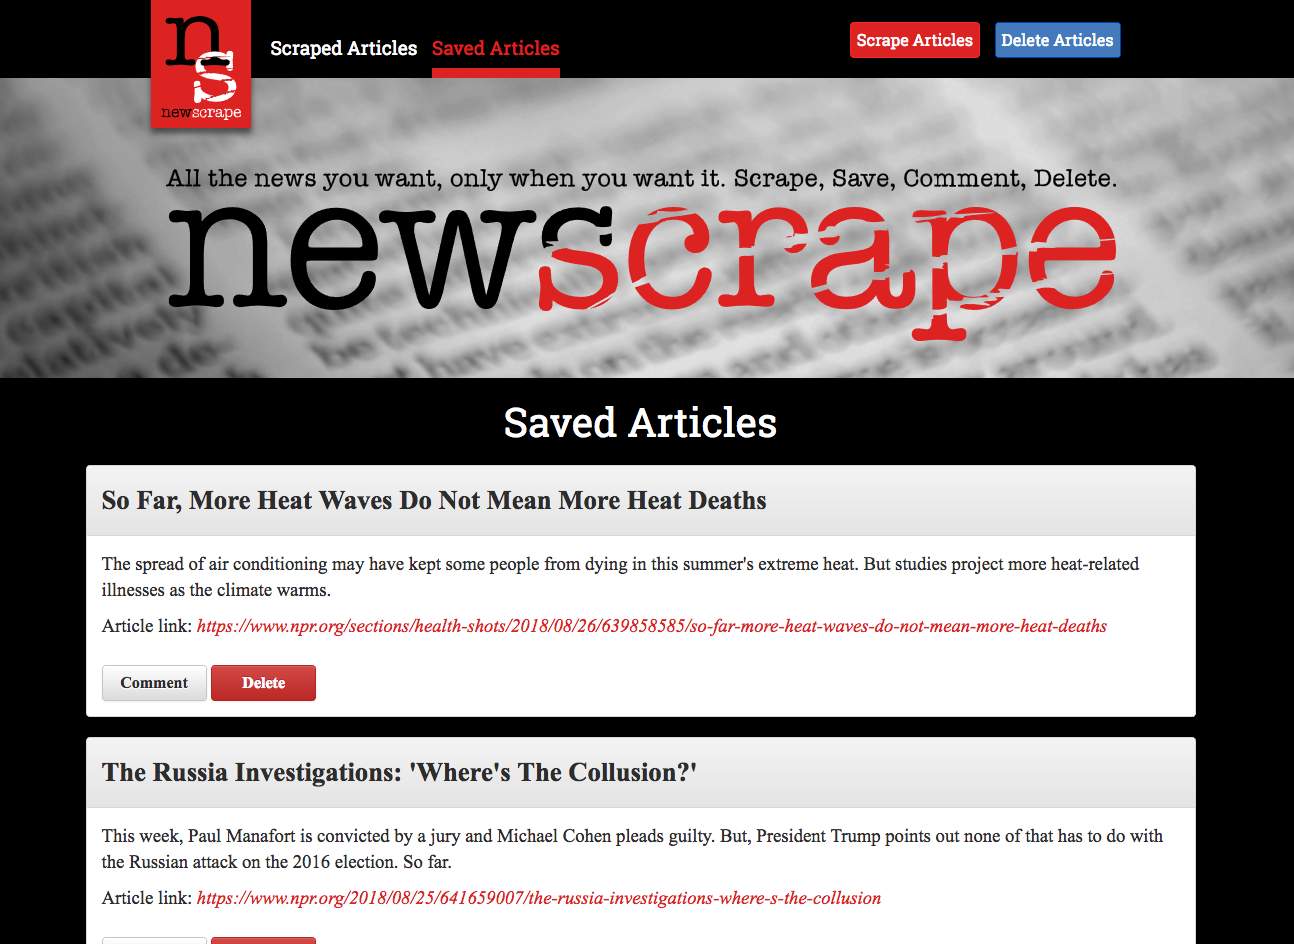 ns
newscrape
Scraped Articles
Saved Articles
Scrape Articles
Delete Articles
All the news you want, only when you want it. Scrape, Save, Comment, Delete.
newscrape
Saved Articles
So Far, More Heat Waves Do Not Mean More Heat Deaths
The spread of air conditioning may have kept some people from dying in this summer's extreme heat. But studies project more heat-related
illnesses as the climate warms.
Article link: https://www.npr.org/sections/health-shots/2018/08/26/639858585/so-far-more-heat-waves-do-not-mean-more-heat-deaths
Comment
Delete
The Russia Investigations: 'Where's The Collusion?'
This week, Paul Manafort is convicted by a jury and Michael Cohen pleads guilty. But, President Trump points out none of that has to do with
the Russian attack on the 2016 election. So far.
Article link: https://www.npr.org/2018/08/25/641659007/the-russia-investigations-where-s-the-collusion